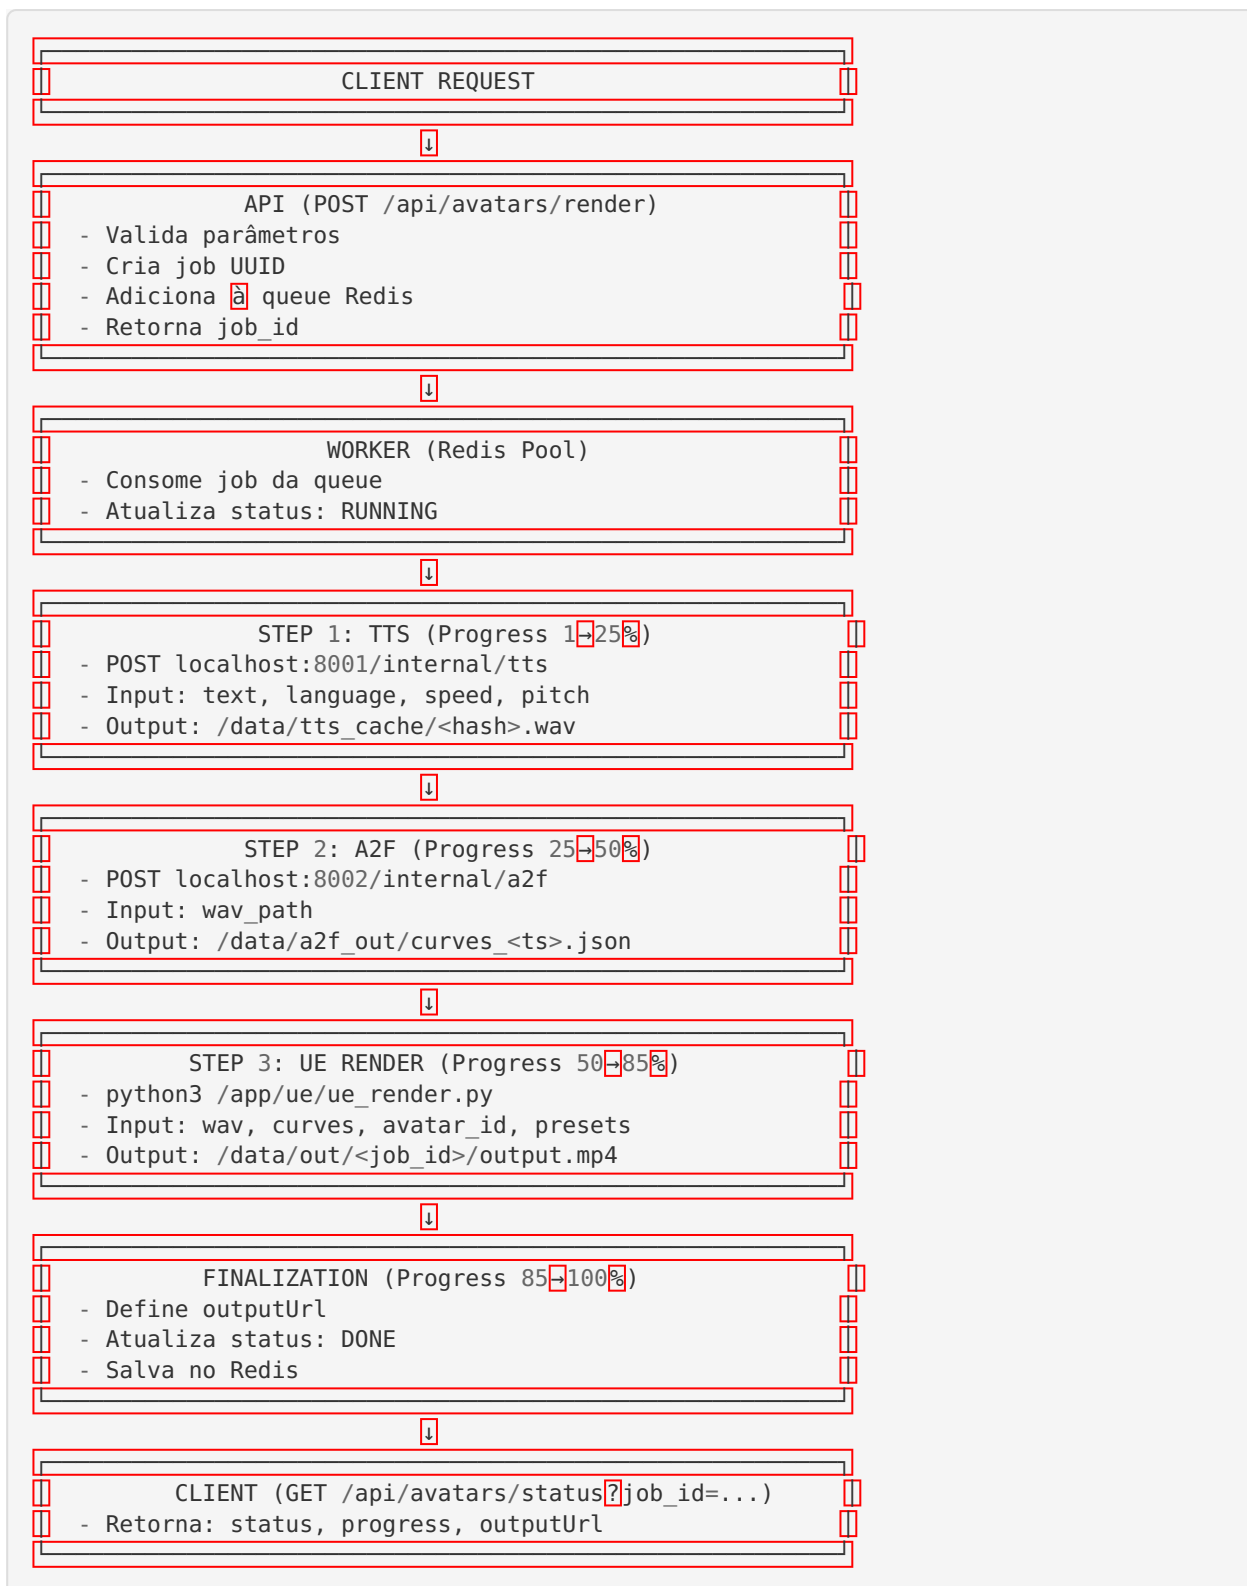 CLIENT REQUEST
↓
API (POST /api/avatars/render)
- Valida parâmetros
- Cria job UUID
- Adiciona à queue Redis
- Retorna job_id
↓
WORKER (Redis Pool)
- Consome job da queue
- Atualiza status: RUNNING
↓
STEP 1: TTS (Progress 1→25%)
- POST localhost:8001/internal/tts
- Input: text, language, speed, pitch
- Output: /data/tts_cache/<hash>.wav
↓
STEP 2: A2F (Progress 25→50%)
- POST localhost:8002/internal/a2f
- Input: wav_path
- Output: /data/a2f_out/curves_<ts>.json
↓
STEP 3: UE RENDER (Progress 50→85%)
- python3 /app/ue/ue_render.py
- Input: wav, curves, avatar_id, presets
- Output: /data/out/<job_id>/output.mp4
↓
FINALIZATION (Progress 85→100%)
- Define outputUrl
- Atualiza status: DONE
- Salva no Redis
↓
CLIENT (GET /api/avatars/status?job_id=...)
- Retorna: status, progress, outputUrl